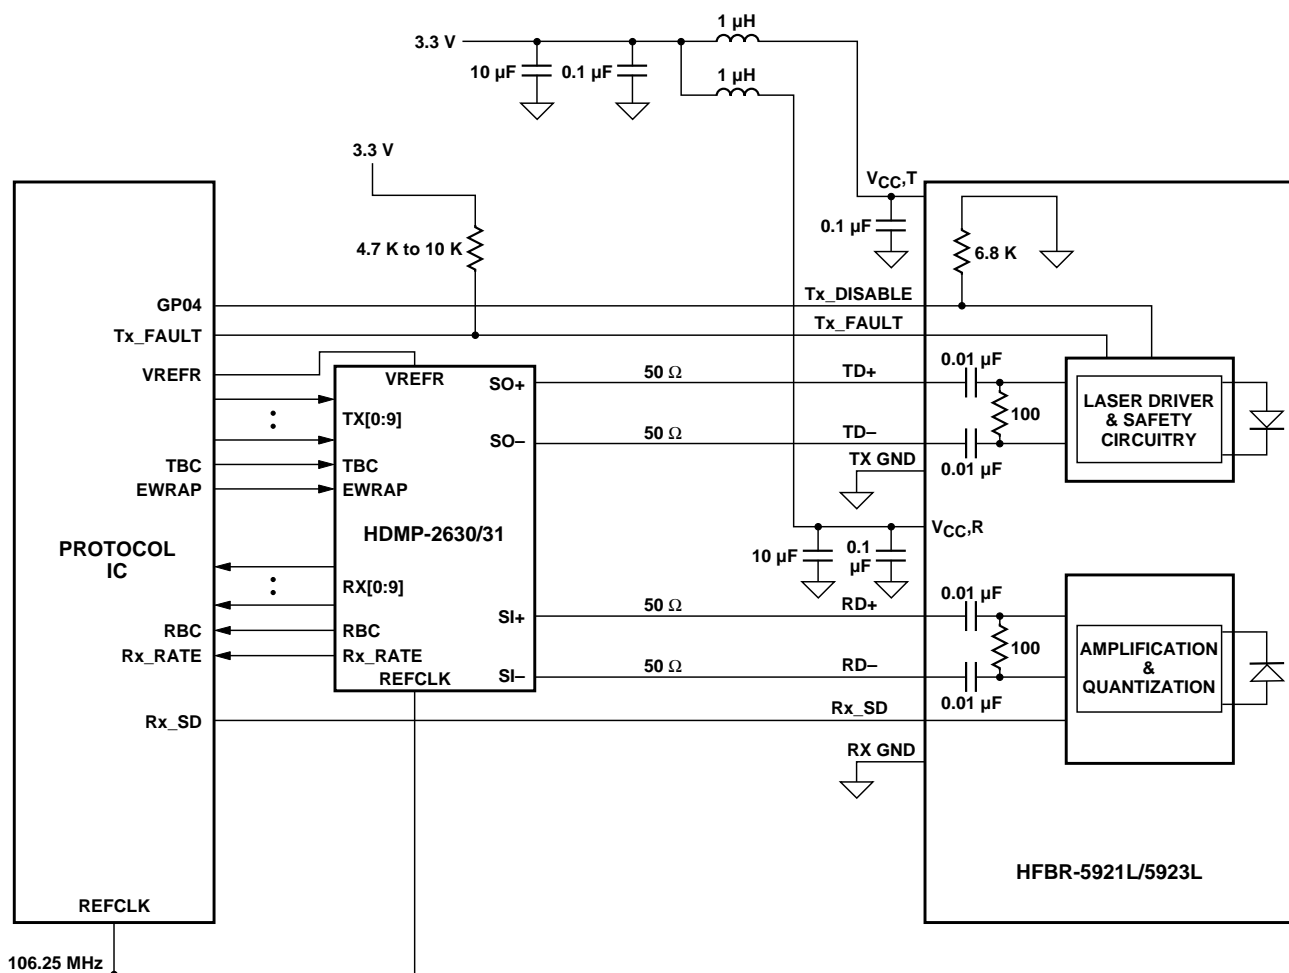 1 µH
3.3 V
10 µF
0.1 µF
1 µH
3.3 V
VCC,T
0.1 µF
4.7 K to 10 K
6.8 K
GP04
Tx_DISABLE
Tx_FAULT
Tx_FAULT
VREFR
VREFR
SO+
50 Ω
TD+
0.01 µF
TX[0:9]
100
LASER DRIVER
& SAFETY
CIRCUITRY
SO–
50 Ω
TD–
0.01 µF
TBC
TBC
TX GND
EWRAP
EWRAP
HDMP-2630/31
VCC,R
PROTOCOL
IC
10 µF
0.1
µF
RX[0:9]
SI+
50 Ω
RD+
0.01 µF
RBC
RBC
100
AMPLIFICATION
&
QUANTIZATION
Rx_RATE
Rx_RATE
REFCLK
SI–
50 Ω
RD–
0.01 µF
Rx_SD
Rx_SD
RX GND
HFBR-5921L/5923L
REFCLK
106.25 MHz